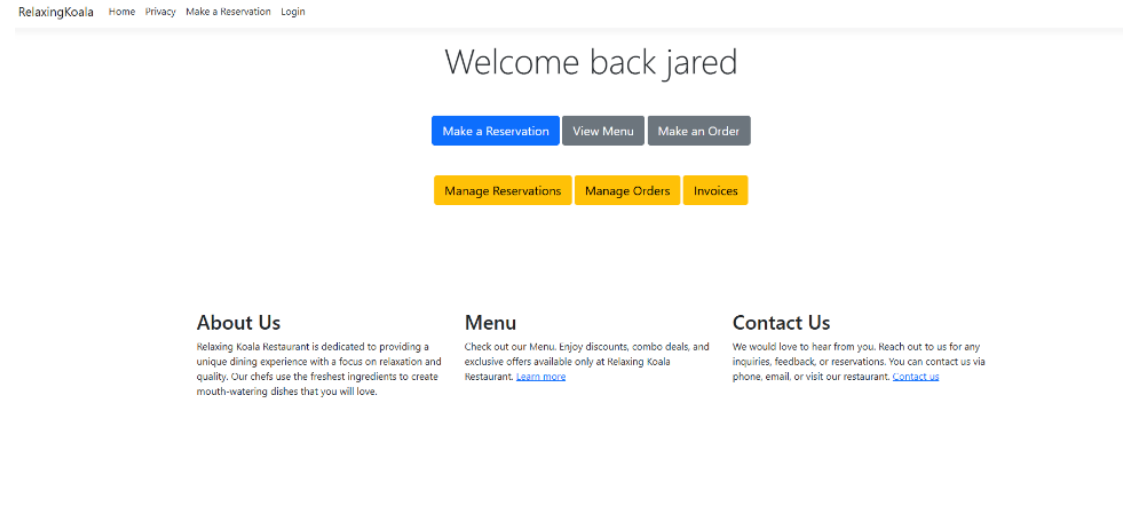 RelaxingKoala Home Privacy Make a Reservation Login
Welcome back jared
Make a Reservation View Menu Make an Order
Manage Reservations Manage Orders Invoices
About Us
Relaxing Koala Restaurant is dedicated to providing a
unique dining experience with a focus on relaxation and
quality. Our chefs use the freshest ingredients to create
mouth-watering dishes that you will love.
Menu
Check out our Menu. Enjoy discounts, combo deals, and
exclusive offers available only at Relaxing Koala
Restaurant. Learn more
Contact Us
We would love to hear from you. Reach out to us for any
inquiries, feedback, or reservations. You can contact us via
phone, email, or visit our restaurant. Contact us